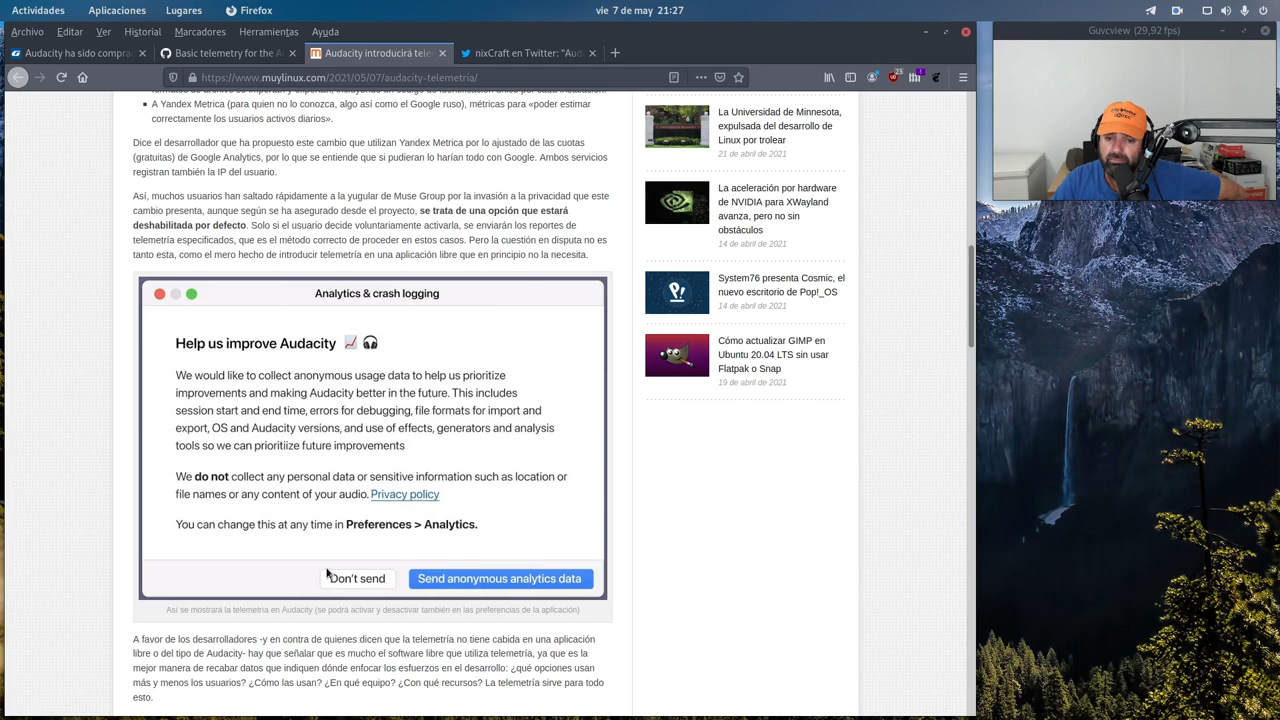 Actividades Aplicaciones Lugares Firefox vie 7 de may 21:27
Archivo Editar Ver Historial Marcadores Herramientas Ayuda
Guvcview (29,92 fps)
Audacity ha sido compra Basic telemetry for the A Audacity introducirá tele nixCraft en Twitter: "Aud
https://www.muylinux.com/2021/05/07/audacity-telemetria/
23
1
A Yandex Metrica (para quien no lo conozca, algo así como el Google ruso), métricas para «poder estimar
correctamente los usuarios activos diarios».
Dice el desarrollador que ha propuesto este cambio que utilizan Yandex Metrica por lo ajustado de las cuotas
(gratuitas) de Google Analytics, por lo que se entiende que si pudieran lo harían todo con Google. Ambos servicios
registran también la IP del usuario.
Así, muchos usuarios han saltado rápidamente a la yugular de Muse Group por la invasión a la privacidad que este
cambio presenta, aunque según se ha asegurado desde el proyecto, se trata de una opción que estará
deshabilitada por defecto. Solo si el usuario decide voluntariamente activarla, se enviarán los reportes de
telemetría especificados, que es el método correcto de proceder en estos casos. Pero la cuestión en disputa no es
tanto esta, como el mero hecho de introducir telemetría en una aplicación libre que en principio no la necesita.
Analytics & crash logging
Help us improve Audacity
We would like to collect anonymous usage data to help us prioritize
improvements and making Audacity better in the future. This includes
session start and end time, errors for debugging, file formats for import and
export, OS and Audacity versions, and use of effects, generators and analysis
tools so we can prioritiize future improvements
We do not collect any personal data or sensitive information such as location or
file names or any content of your audio. Privacy policy
You can change this at any time in Preferences > Analytics.
Don't send Send anonymous analytics data
Así se mostrará la telemetría en Audacity (se podrá activar y desactivar también en las preferencias de la aplicación)
A favor de los desarrolladores -y en contra de quienes dicen que la telemetría no tiene cabida en una aplicación
libre o del tipo de Audacity- hay que señalar que es mucho el software libre que utiliza telemetría, ya que es la
mejor manera de recabar datos que indiquen dónde enfocar los esfuerzos en el desarrollo: ¿qué opciones usan
más y menos los usuarios? ¿Cómo las usan? ¿En qué equipo? ¿Con qué recursos? La telemetría sirve para todo
esto.
La Universidad de Minnesota,
expulsada del desarrollo de
Linux por trolear
21 de abril de 2021
La aceleración por hardware
de NVIDIA para XWayland
avanza, pero no sin
obstáculos
14 de abril de 2021
System76 presenta Cosmic, el
nuevo escritorio de Pop!_OS
14 de abril de 2021
Cómo actualizar GIMP en
Ubuntu 20.04 LTS sin usar
Flatpak o Snap
19 de abril de 2021